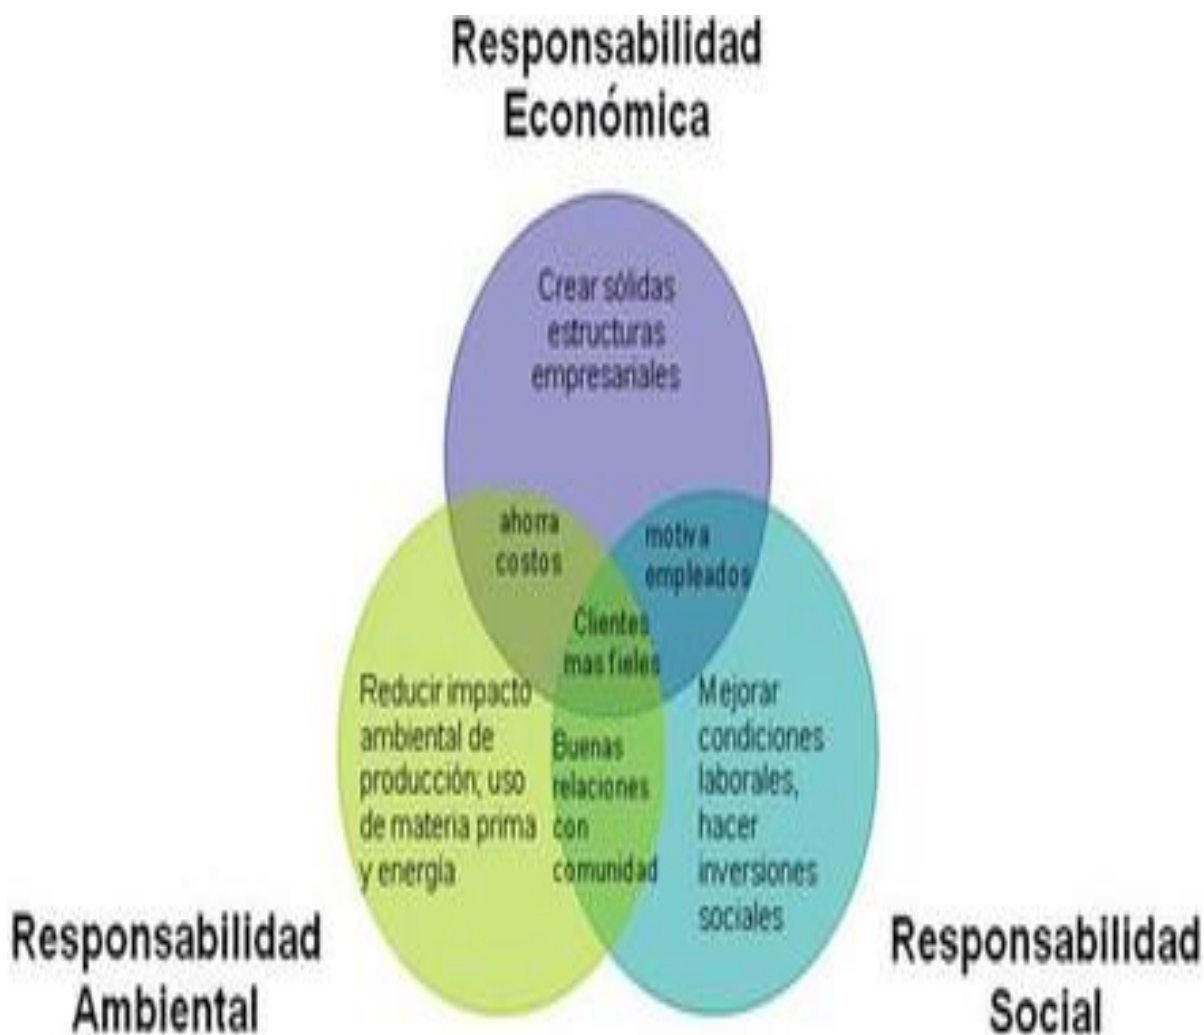 Responsabilidad
Económica
Crear sólidas
estructuras
empresariales
ahorra
costos
motiva
empleados
Clientes
mas fieles
Reducir impacto
ambiental de
producción; uso
de materia prima
y energía
Buenas
relaciones
con
comunidad
Mejorar
condiciones
laborales,
hacer
inversiones
sociales
Responsabilidad
Ambiental
Responsabilidad
Social